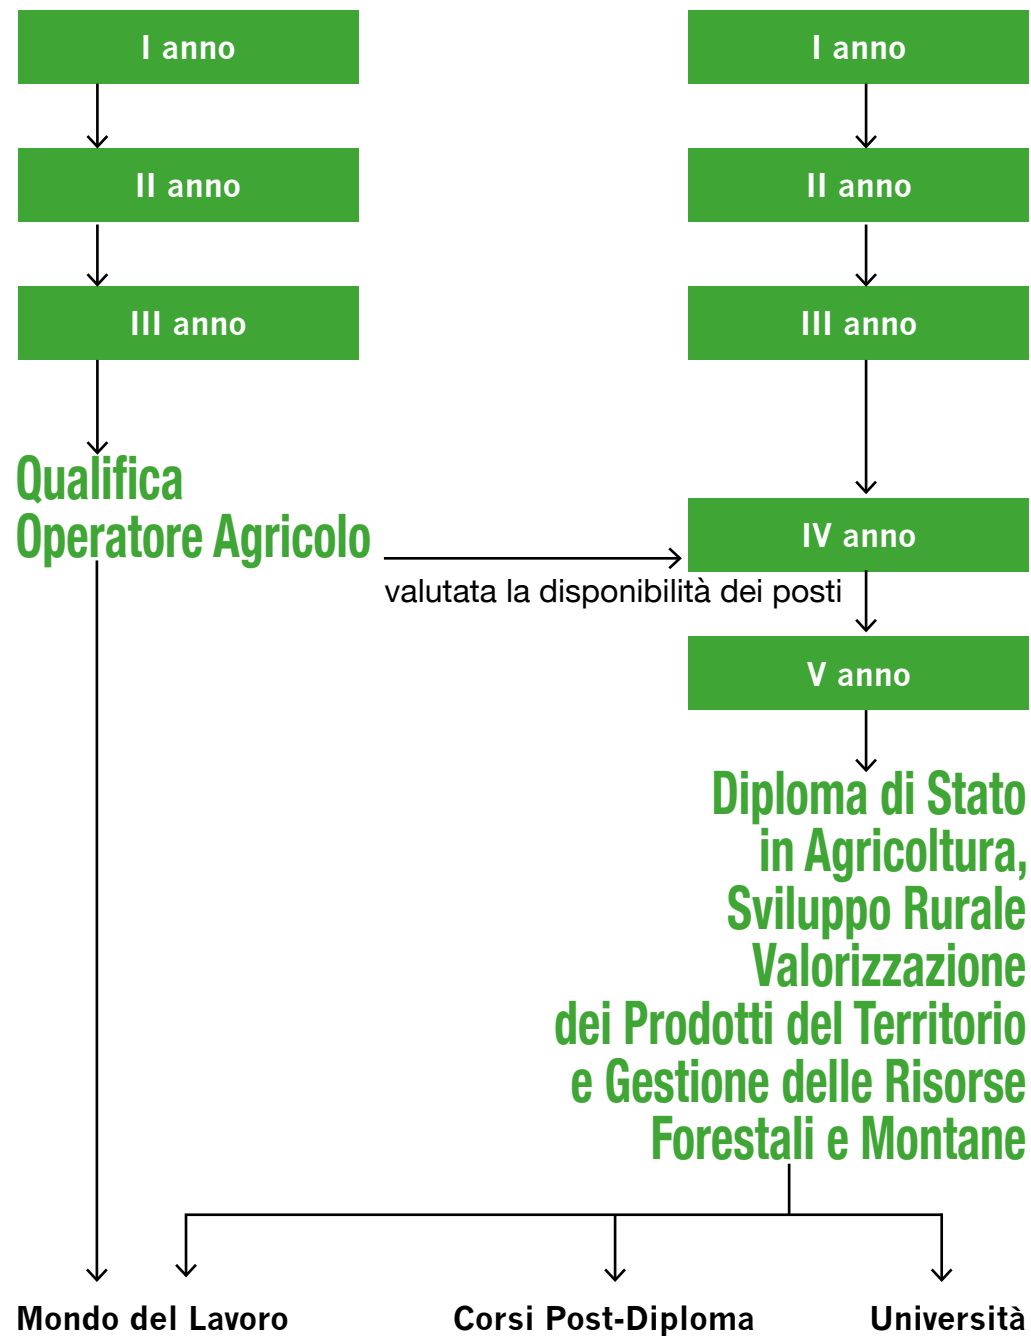 I anno
I anno
II anno
II anno
III anno
III anno
Qualifica
Operatore Agricolo
IV anno
valutata la disponibilità dei posti
V anno
Diploma di Stato
in Agricoltura,
Sviluppo Rurale
Valorizzazione
dei Prodotti del Territorio
e Gestione delle Risorse
Forestali e Montane
Mondo del Lavoro
Corsi Post-Diploma
Università